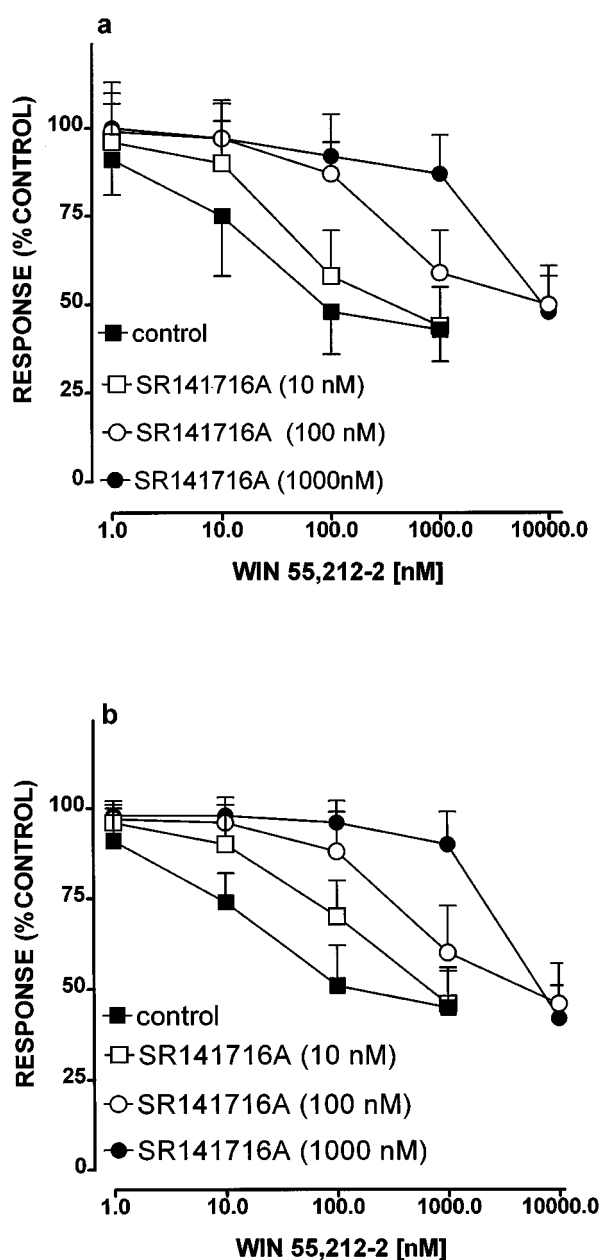 a
RESPONSE (%CONTROL)
100
75
50
25
0
control
SR141716A (10 nM)
SR141716A (100 nM)
SR141716A (1000nM)
1.0 10.0 100.0 1000.0 10000.0
WIN 55,212-2 [nM]
b
RESPONSE (%CONTROL)
100
75
50
25
0
control
SR141716A (10 nM)
SR141716A (100 nM)
SR141716A (1000 nM)
1.0 10.0 100.0 1000.0 10000.0
WIN 55,212-2 [nM]